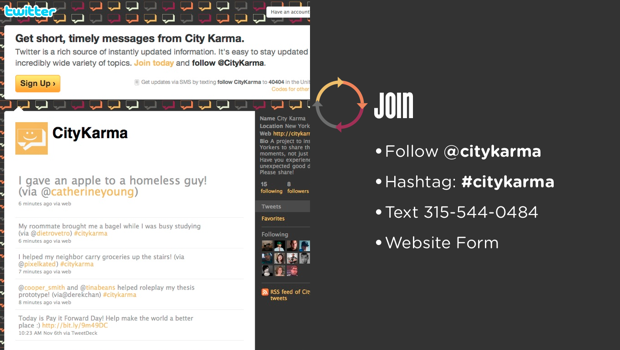 twitter
Have an account
Get short, timely messages from City Karma.
Twitter is a rich source of instantly updated information. It's easy to stay updated
incredibly wide variety of topics. Join today and follow @CityKarma.
Sign Up ›
Get updates via SMS by texting follow CityKarma to 40404 in the Unit
Codes for other
CityKarma
I gave an apple to a homeless guy!
(via @catherineyoung)
6 minutes ago via web
My roommate brought me a bagel while I was busy studying
(via @dietrovetro) #citykarma
6 minutes ago via web
I helped my neighbor carry groceries up the stairs! (via
@pixelkated) #citykarma
7 minutes ago via web
@cooper_smith and @tinabeans helped roleplay my thesis
prototype! (via@derekchan) #citykarma
8 minutes ago via web
Today is Pay it Forward Day! Help make the world a better
place :) http://bit.ly/9m49DC
10:23 AM Nov 6th via TweetDeck
Name City Karma
Location New York
Web http://citykar
Bio A project to in
Yorkers to share th
moments, not just
Have you experienc
unexpected good d
Please share!
15 8
following followers
Tweets
Favorites
Following
RSS feed of Cit
tweets
JOIN
•Follow @citykarma
•Hashtag: #citykarma
•Text 315-544-0484
•Website Form